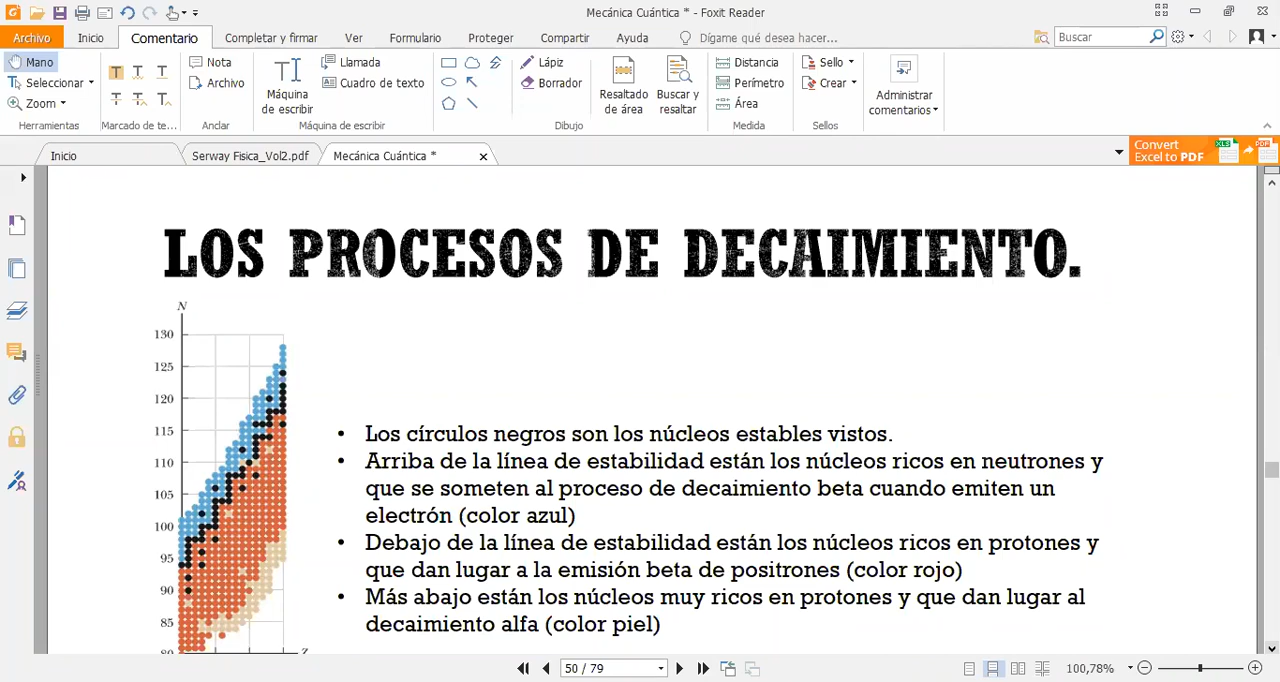 Mecánica Cuántica * - Foxit Reader
Archivo Inicio Comentario Completar y firmar Ver Formulario Proteger Compartir Ayuda Dígame qué desea hacer... Buscar
Mano
Seleccionar
Zoom
Herramientas
Marcado de te...
Nota
Archivo
Andar
Máquina de escribir
Llamada
Cuadro de texto
Máquina de escribir
Lápiz
Borrador
Dibujo
Resaltado de área
Buscar y resaltar
Distancia
Perímetro
Área
Medida
Sello
Crear
Sellos
Administrar comentarios
Inicio Serway Fisica_Vol2.pdf Mecánica Cuántica *
Convert
Excel to PDF
XLS
PDF
LOS PROCESOS DE DECAIMIENTO.
N
130
125
120
115
110
105
100
95
90
85
80
Z
• Los círculos negros son los núcleos estables vistos.
• Arriba de la línea de estabilidad están los núcleos ricos en neutrones y
que se someten al proceso de decaimiento beta cuando emiten un
electrón (color azul)
• Debajo de la línea de estabilidad están los núcleos ricos en protones y
que dan lugar a la emisión beta de positrones (color rojo)
• Más abajo están los núcleos muy ricos en protones y que dan lugar al
decaimiento alfa (color piel)
50 / 79
100,78%